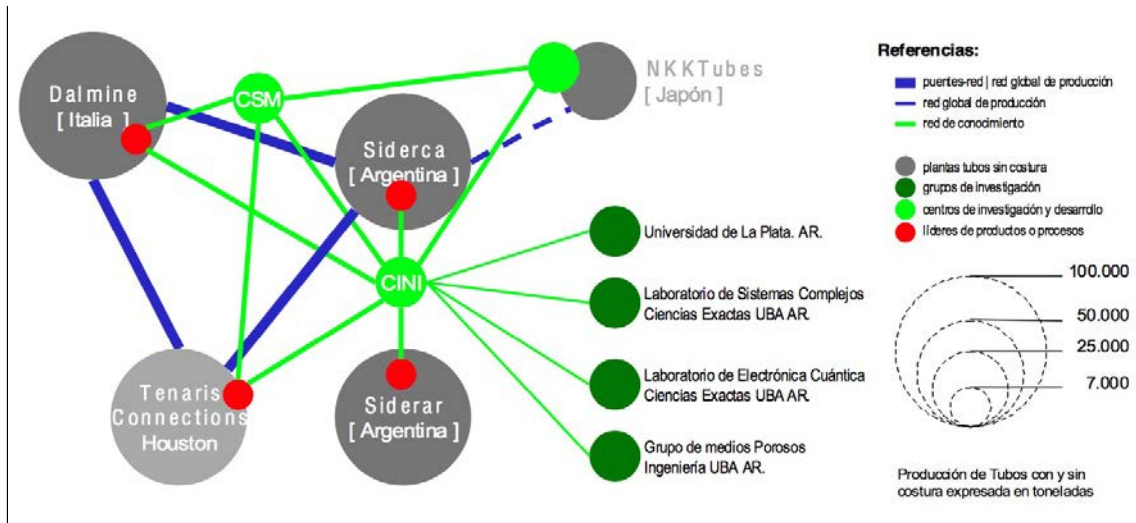 Dalmine
[ Italia ]
CSM
NKKTubes
[ Japón ]
Siderca
[ Argentina ]
CINI
Tenaris
Connections
Houston
Siderar
[ Argentina ]
Universidad de La Plata. AR.
Laboratorio de Sistemas Complejos
Ciencias Exactas UBA AR.
Laboratorio de Electrónica Cuántica
Ciencias Exactas UBA AR.
Grupo de medios Porosos
Ingeniería UBA AR.
Referencias:
puentes-red | red global de producción
red global de producción
red de conocimiento
plantas tubos sin costura
grupos de investigación
centros de investigación y desarrollo
líderes de productos o procesos
100.000
50.000
25.000
7.000
Producción de Tubos con y sin
costura expresada en toneladas